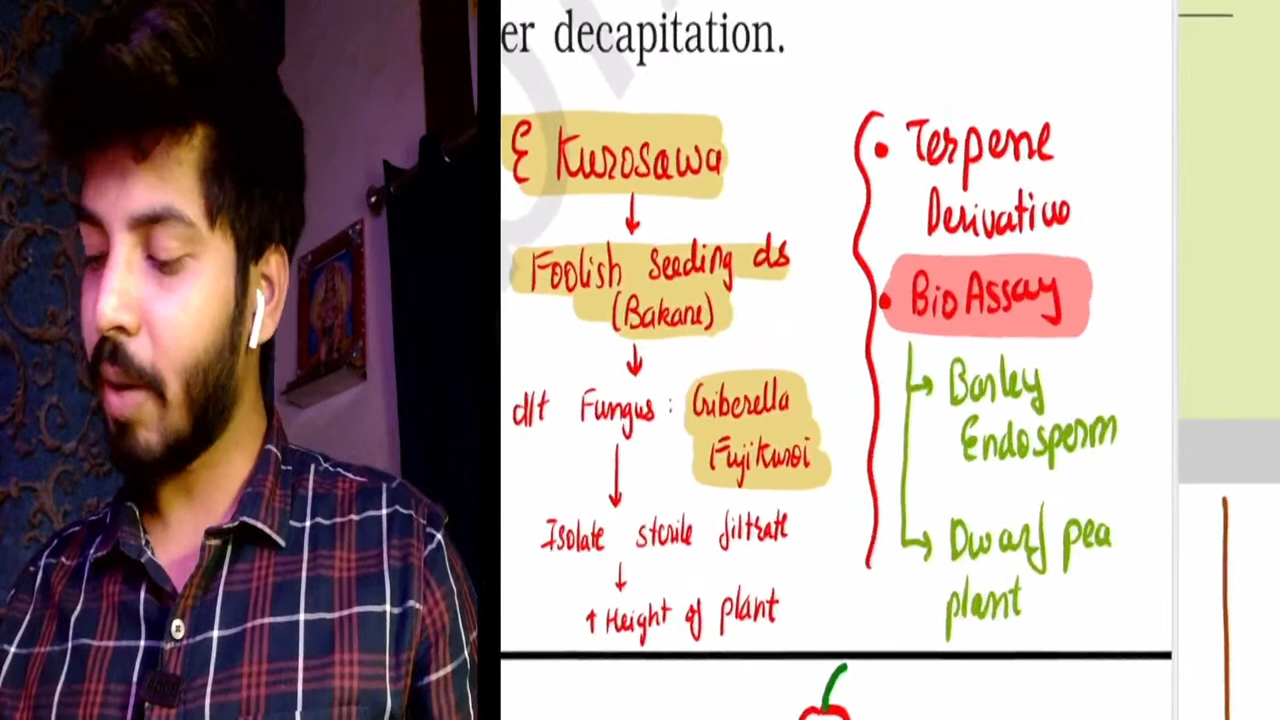 er decapitation.
E Kurosawa
Foolish Seeding ds
(Bakane)
d/t Fungus : Giberella
Fujikuroi
Isolate sterile filtrate
↑ Height of plant
• Terpene
Derivative
• Bio Assay
Barley
Endosperm
Dwarf pea
plant